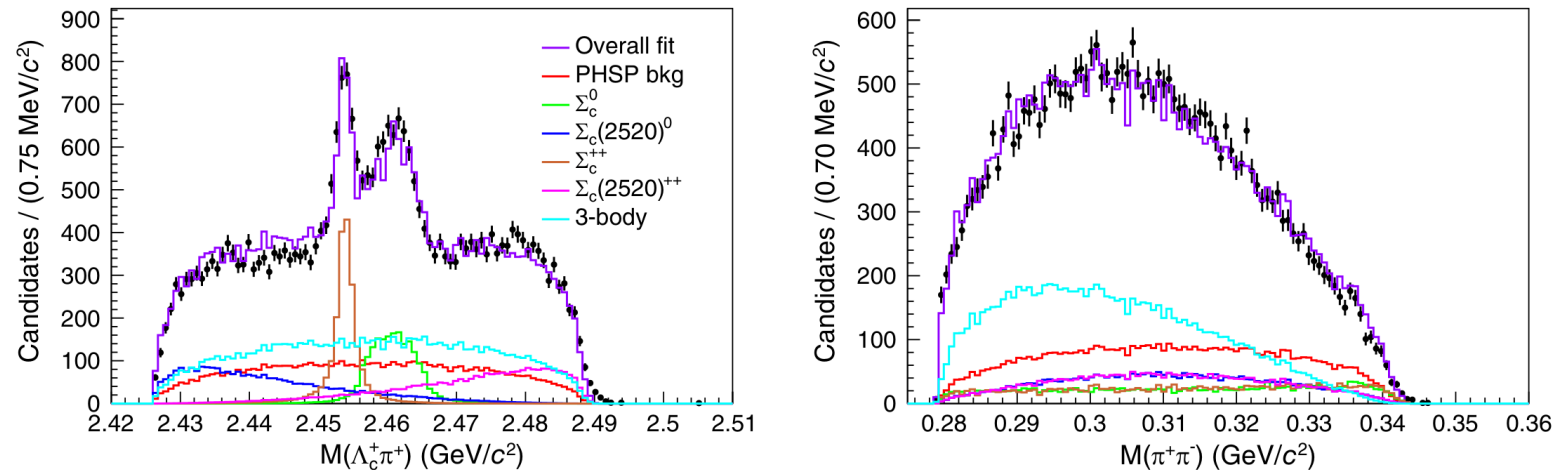 Candidates / (0.75 MeV/c²)
900
800
700
600
500
400
300
200
100
0
Overall fit
PHSP bkg
Σc⁰
Σc(2520)⁰
Σc⁺⁺
Σc(2520)⁺⁺
3-body
2.42 2.43 2.44 2.45 2.46 2.47 2.48 2.49 2.5 2.51
M(Λc⁺π⁺) (GeV/c²)
Candidates / (0.70 MeV/c²)
600
500
400
300
200
100
0
0.28 0.29 0.3 0.31 0.32 0.33 0.34 0.35 0.36
M(π⁺π⁻) (GeV/c²)